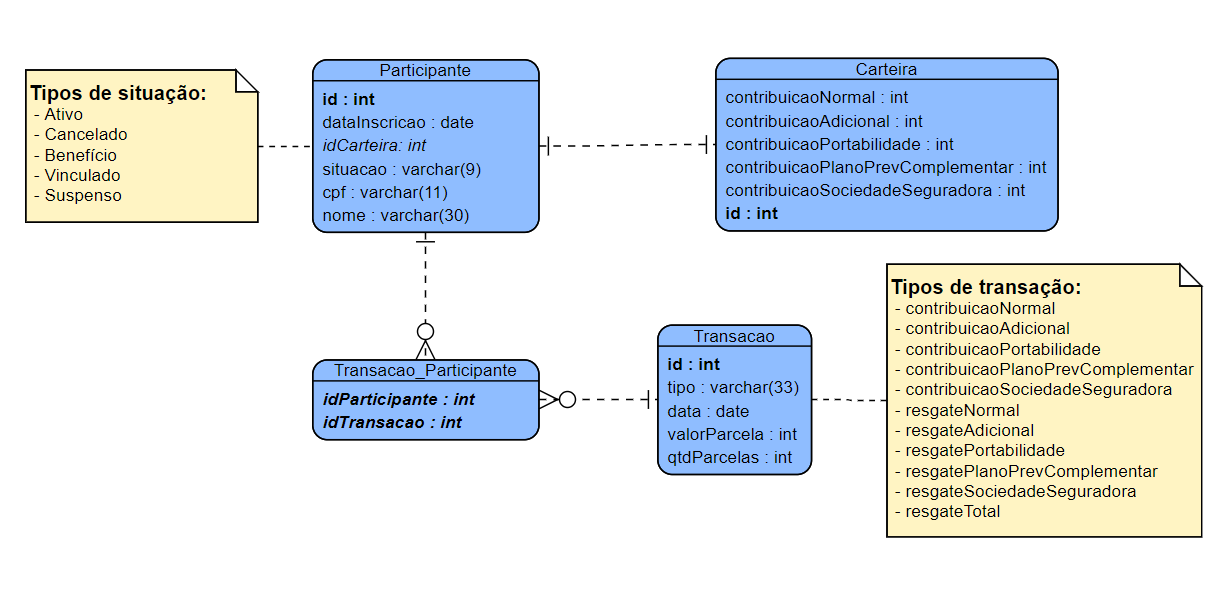 Tipos de situação:
- Ativo
- Cancelado
- Benefício
- Vinculado
- Suspenso
Participante
id : int
dataInscricao : date
idCarteira: int
situacao : varchar(9)
cpf : varchar(11)
nome : varchar(30)
Carteira
contribuicaoNormal : int
contribuicaoAdicional : int
contribuicaoPortabilidade : int
contribuicaoPlanoPrevComplementar : int
contribuicaoSociedadeSeguradora : int
id : int
Transacao_Participante
idParticipante : int
idTransacao : int
Transacao
id : int
tipo : varchar(33)
data : date
valorParcela : int
qtdParcelas : int
Tipos de transação:
- contribuicaoNormal
- contribuicaoAdicional
- contribuicaoPortabilidade
- contribuicaoPlanoPrevComplementar
- contribuicaoSociedadeSeguradora
- resgateNormal
- resgateAdicional
- resgatePortabilidade
- resgatePlanoPrevComplementar
- resgateSociedadeSeguradora
- resgateTotal